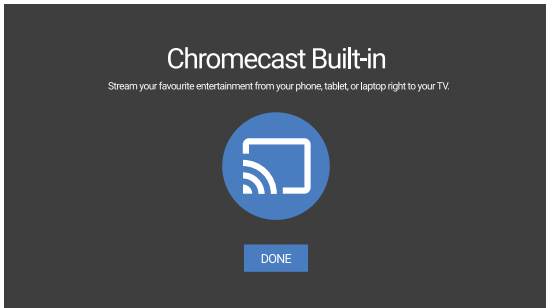 Chromecast Built-in
Stream your favourite entertainment from your phone, tablet, or laptop right to your TV.
DONE